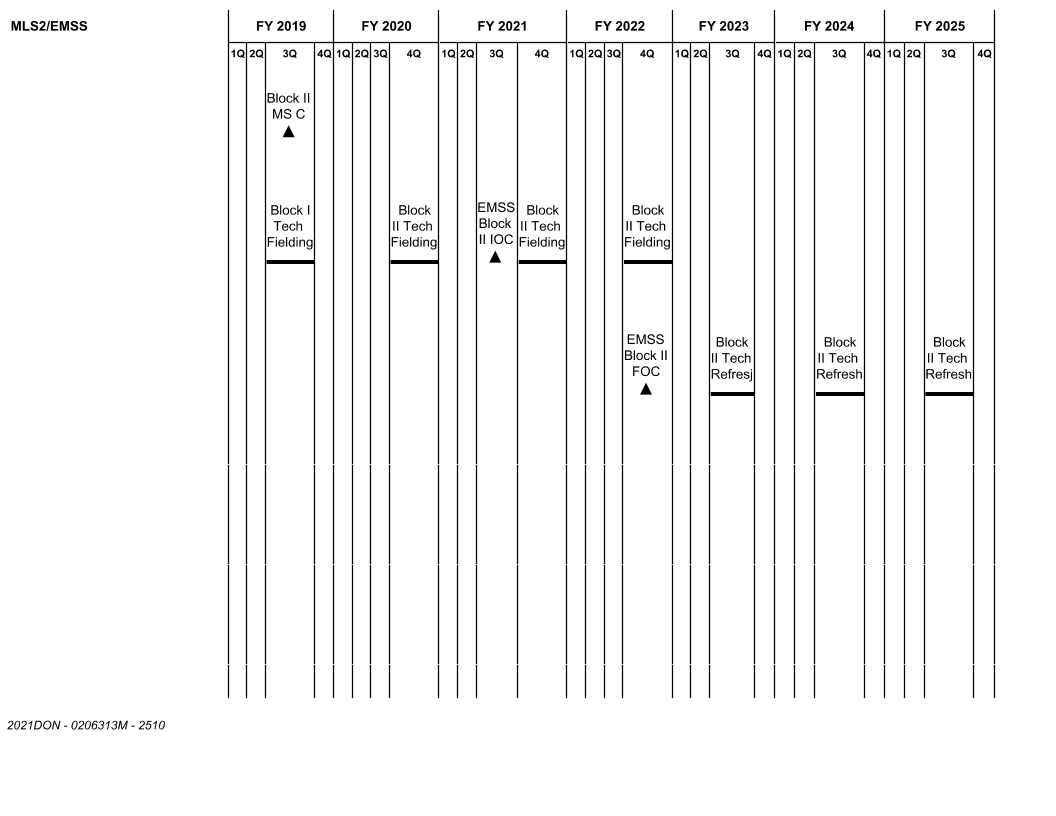 MLS2/EMSS
FY 2019 FY 2020 FY 2021 FY 2022 FY 2023 FY 2024 FY 2025
1Q 2Q 3Q 4Q 1Q 2Q 3Q 4Q 1Q 2Q 3Q 4Q 1Q 2Q 3Q 4Q 1Q 2Q 3Q 4Q 1Q 2Q 3Q 4Q 1Q 2Q 3Q 4Q
Block II
MS C
Block I
Tech
Fielding
Block
II Tech
Fielding
EMSS
Block
II IOC
Block
II Tech
Fielding
Block
II Tech
Fielding
EMSS
Block II
FOC
Block
II Tech
Refresj
Block
II Tech
Refresh
Block
II Tech
Refresh
2021DON - 0206313M - 2510